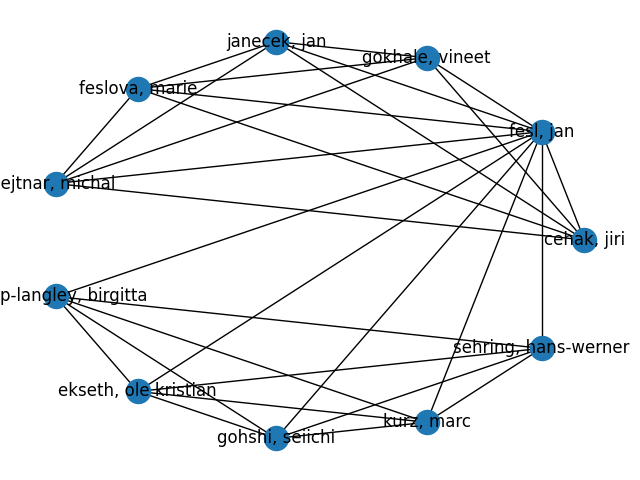 janecek, jan
gokhale, vineet
feslova, marie
fesl, jan
ejtnar, michal
cehak, jiri
p-langley, birgitta
sehring, hans-werner
ekseth, ole kristian
kurz, marc
gohshi, seiichi